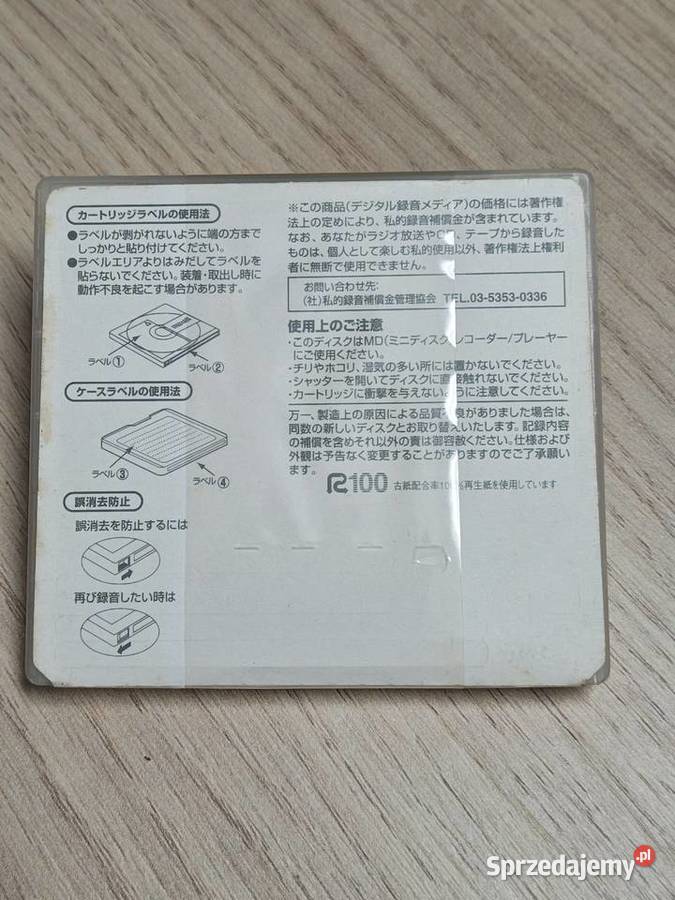 カートリッジラベルの使用法
●ラベルが剥がれないように端の方まで
しっかりと貼り付けてください。
●ラベルエリアよりはみだしてラベルを
貼らないでください。装着・取出し時に
動作不良を起こす場合があります。
ラベル①
ラベル②
ケースラベルの使用法
ラベル③
ラベル④
誤消去防止
誤消去を防止するには
再び録音したい時は
※この商品(デジタル録音メディア)の価格には著作権
法上の定めにより、私的録音補償金が含まれています。
なお、あなたがラジオ放送やCD、テープから録音した
ものは、個人として楽しむ私的使用以外、著作権法上権利
者に無断で使用できません。
お問い合わせ先:
(社)私的録音補償金管理協会 TEL.03-5353-0336
使用上のご注意
・このディスクはMD(ミニディスク)レコーダー/プレーヤー
にご使用ください。
・チリやホコリ、湿気の多い所には置かないでください。
・シャッターを開いてディスクに直接触れないでください。
・カートリッジに衝撃を与えないように注意してください。
万一、製造上の原因による品質不良がありました場合は、
同数の新しいディスクとお取り替えいたします。記録内容
の補償を含めそれ以外の責は御容赦ください。仕様および
外観は予告なく変更することがありますのでご了承願い
ます。
R100 古紙配合率100%再生紙を使用しています
Sprzedajemy.pl